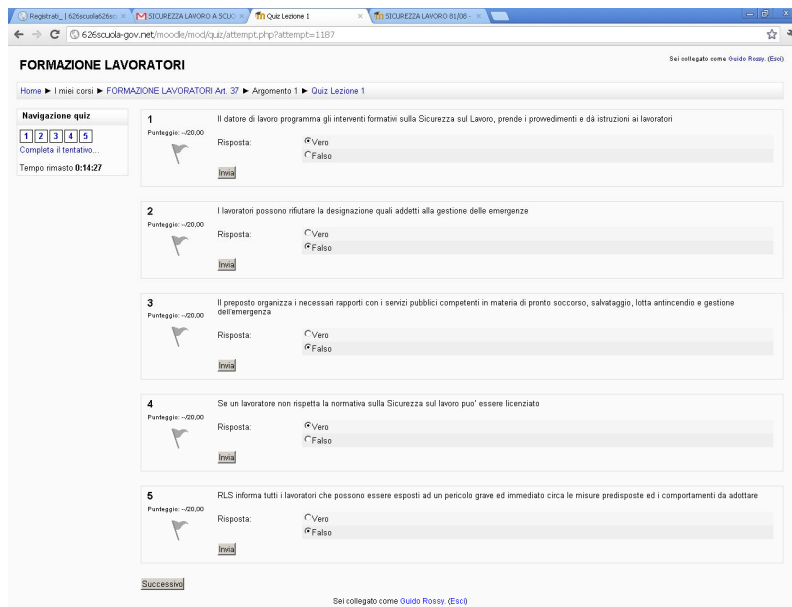 Registrati_ | 626scuola626sc
SICUREZZA LAVORO A SCUO
Quiz Lezione 1
SICUREZZA LAVORO 81/08 -
626scuola-gov.net/moodle/mod/quiz/attempt.php?attempt=1187
FORMAZIONE LAVORATORI
Sei collegato come Guido Rossy. (Esci)
Home ► I miei corsi ► FORMAZIONE LAVORATORI Art. 37 ► Argomento 1 ► Quiz Lezione 1
Navigazione quiz
1 2 3 4 5
Completa il tentativo...
Tempo rimasto 0:14:27
1
Punteggio: --/20,00
Il datore di lavoro programma gli interventi formativi sulla Sicurezza sul Lavoro, prende i provvedimenti e dà istruzioni ai lavoratori
Risposta:
Vero
Falso
Invia
2
Punteggio: --/20,00
I lavoratori possono rifiutare la designazione quali addetti alla gestione delle emergenze
Risposta:
Vero
Falso
Invia
3
Punteggio: --/20,00
Il preposto organizza i necessari rapporti con i servizi pubblici competenti in materia di pronto soccorso, salvataggio, lotta antincendio e gestione
dell'emergenza
Risposta:
Vero
Falso
Invia
4
Punteggio: --/20,00
Se un lavoratore non rispetta la normativa sulla Sicurezza sul lavoro puo' essere licenziato
Risposta:
Vero
Falso
Invia
5
Punteggio: --/20,00
RLS informa tutti i lavoratori che possono essere esposti ad un pericolo grave ed immediato circa le misure predisposte ed i comportamenti da adottare
Risposta:
Vero
Falso
Invia
Successivo
Sei collegato come Guido Rossy. (Esci)